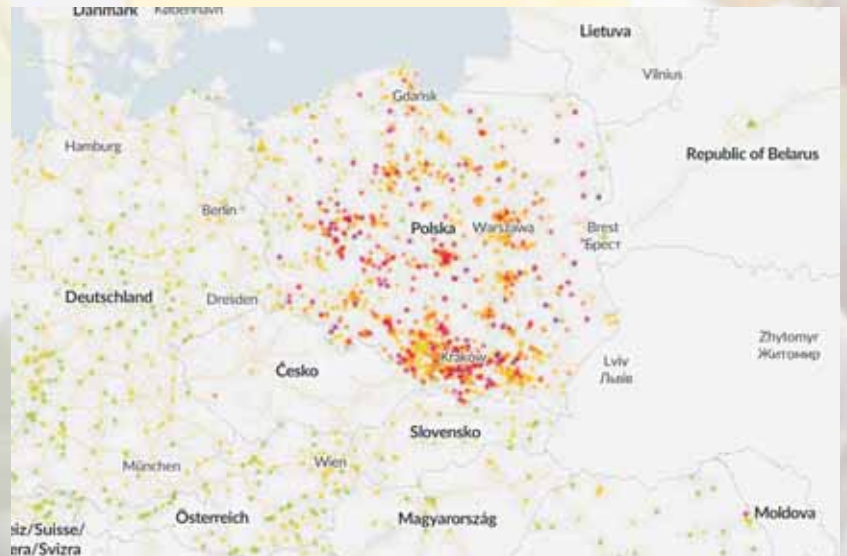 Danmark København
Lietuva
Vilnius
Gdańsk
Hamburg
Republic of Belarus
Berlin
Polska
Warszawa
Brest
Брест
Deutschland
Dresden
Zhytomyr
Житомир
Kraków
Lviv
Львів
Česko
Slovensko
München
Wien
Österreich
Magyarország
Moldova
eiz/Suisse/
era/Svizra